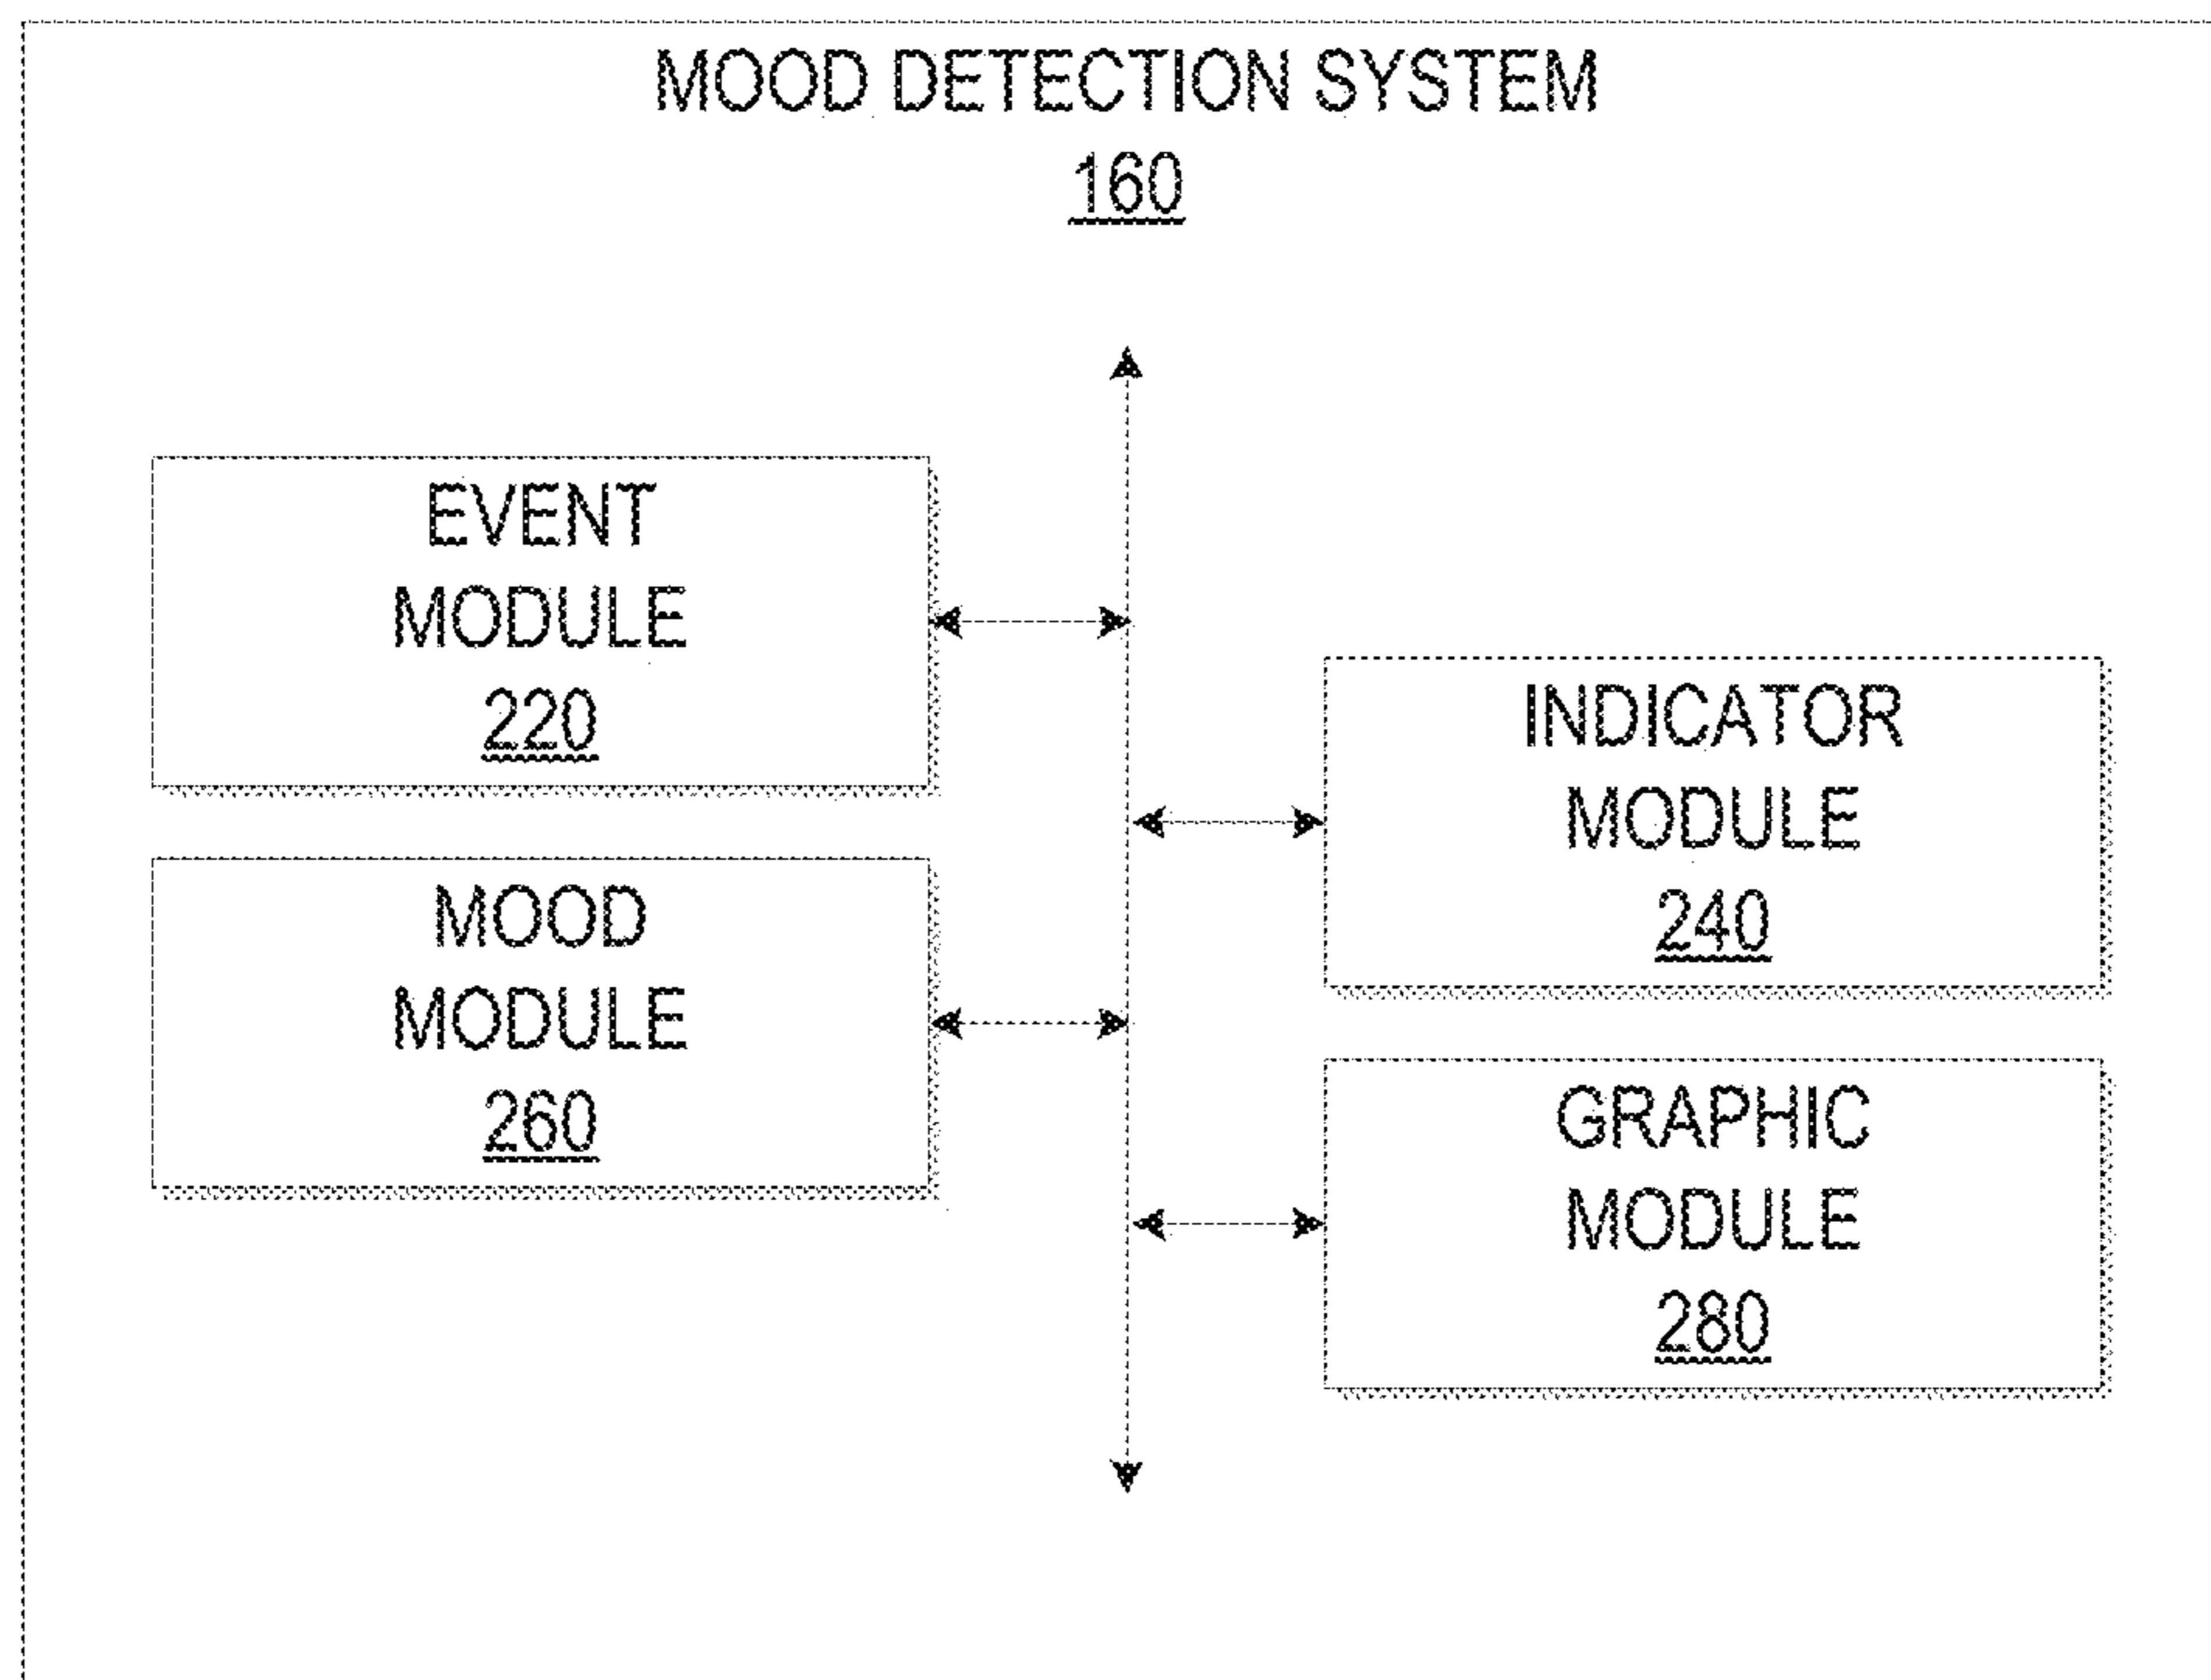 MOOD DETECTION SYSTEM
160
EVENT
MODULE
220
INDICATOR
MODULE
240
MOOD
MODULE
260
GRAPHIC
MODULE
280